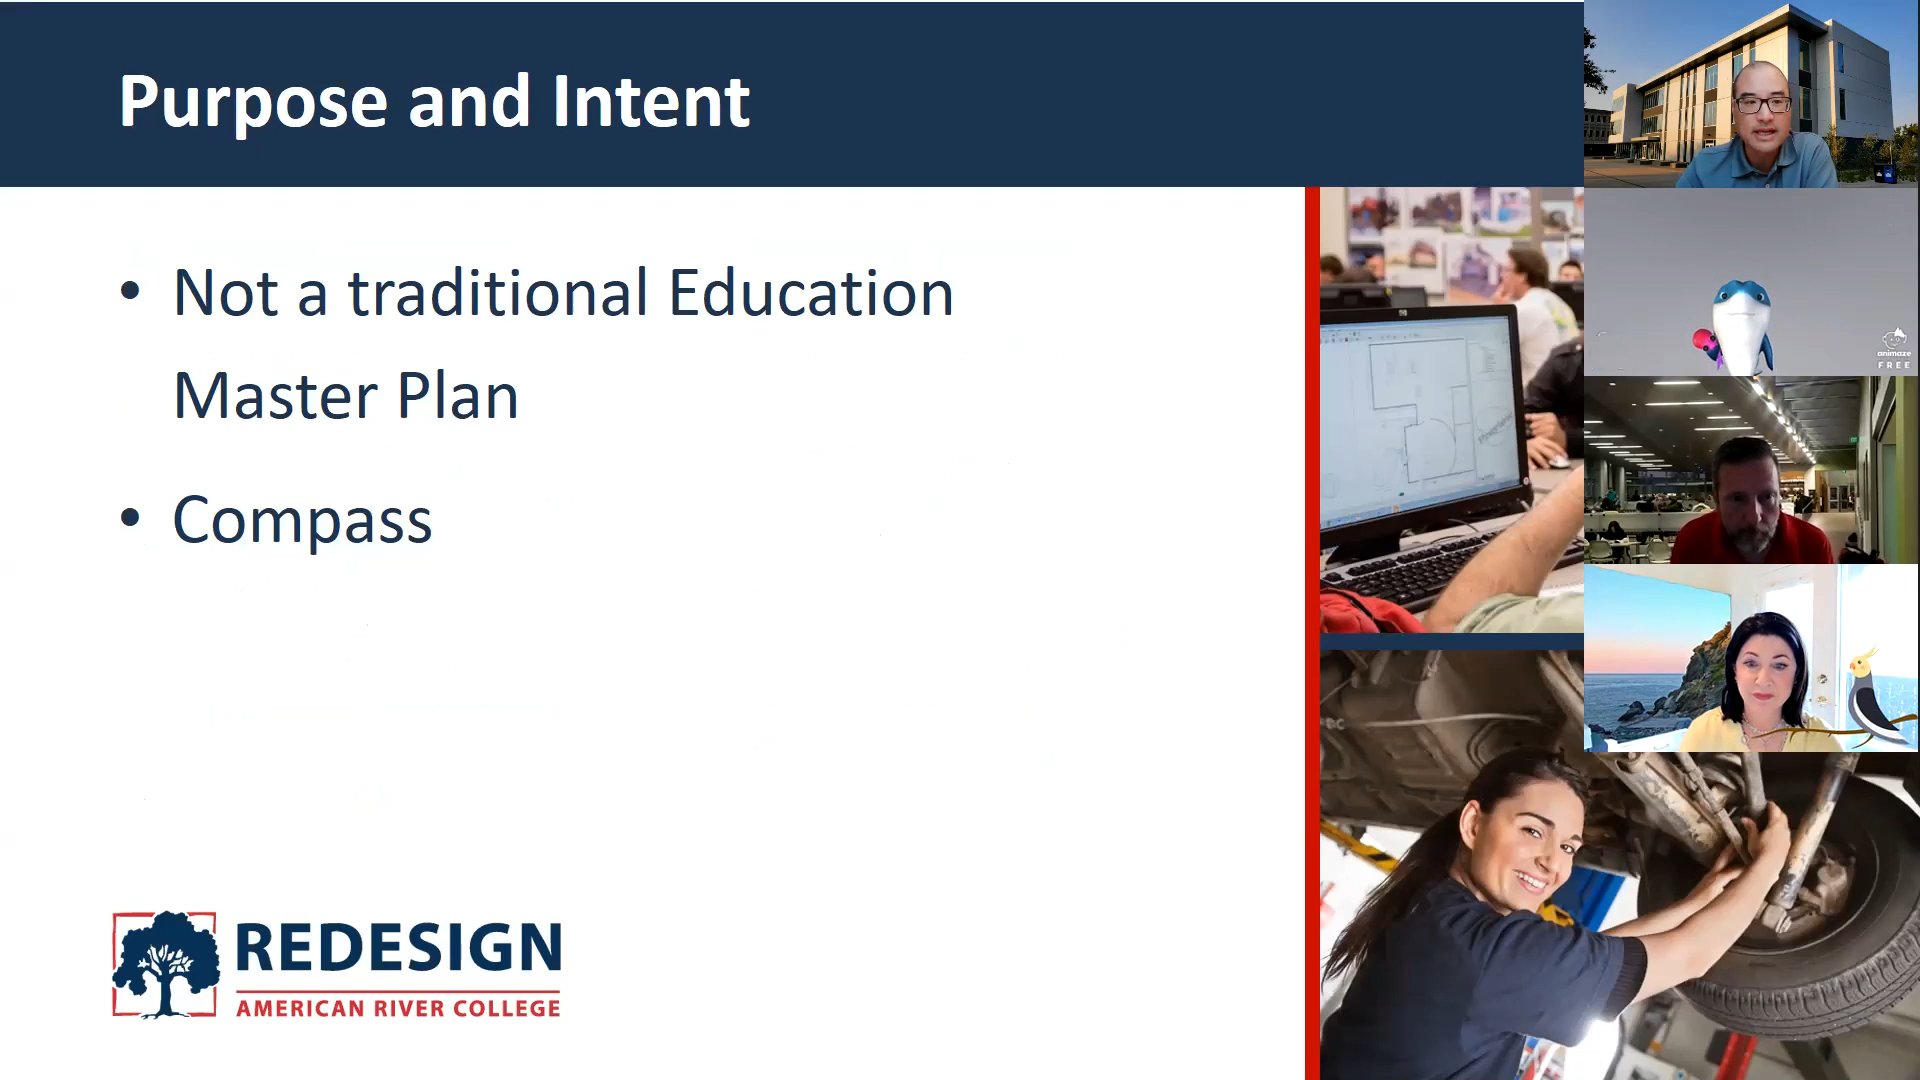 Purpose and Intent
• Not a traditional Education
Master Plan
• Compass
REDESIGN
AMERICAN RIVER COLLEGE
animaze
FREE